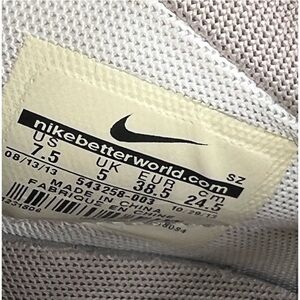 nikebetterworld.com
US UK EUR cm SZ
7.5 5 38.5 24.5
08/13/13 10/29/13
543258-003
MADE IN CHINA